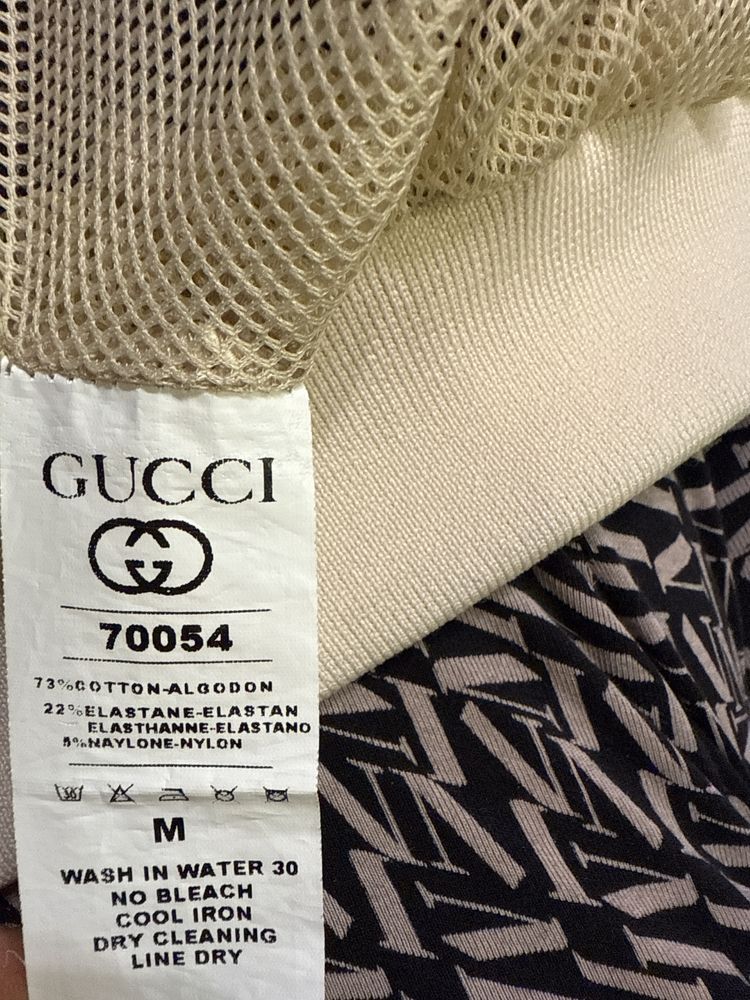 GUCCI
70054
73%COTTON-ALGODON
22%ELASTANE-ELASTAN
ELASTHANNE-ELASTANO
5%NAYLONE-NYLON
M
WASH IN WATER 30
NO BLEACH
COOL IRON
DRY CLEANING
LINE DRY